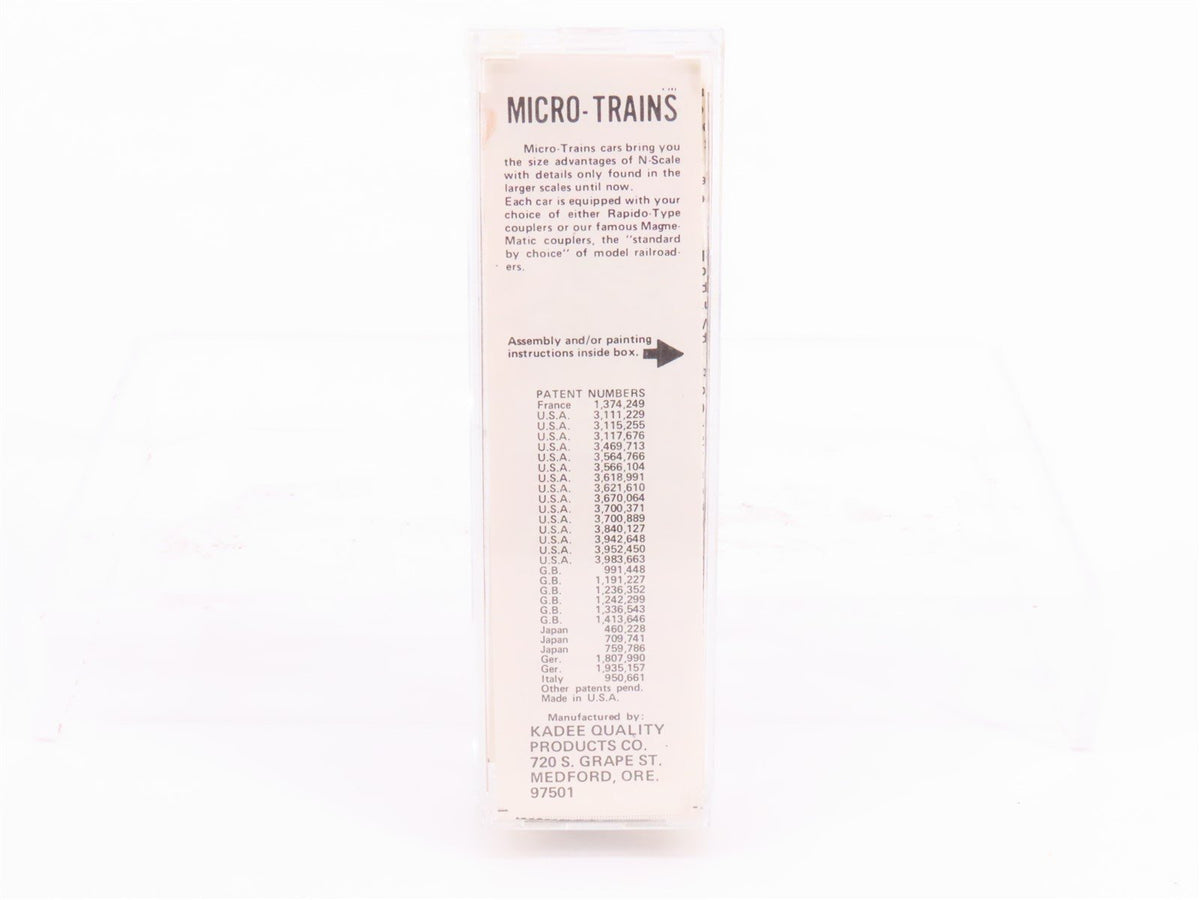 MICRO-TRAINS
Micro-Trains cars bring you
the size advantages of N-Scale
with details only found in the
larger scales until now.
Each car is equipped with your
choice of either Rapido-Type
couplers or our famous Magne-
Matic couplers, the "standard
by choice" of model railroad-
ers.
Assembly and/or painting
instructions inside box.
PATENT NUMBERS
France 1,374,249
U.S.A. 3,111,229
U.S.A. 3,115,255
U.S.A. 3,117,676
U.S.A. 3,469,713
U.S.A. 3,564,766
U.S.A. 3,566,104
U.S.A. 3,618,991
U.S.A. 3,621,610
U.S.A. 3,670,064
U.S.A. 3,700,371
U.S.A. 3,700,889
U.S.A. 3,840,127
U.S.A. 3,942,648
U.S.A. 3,952,450
U.S.A. 3,983,663
G.B. 991,448
G.B. 1,191,227
G.B. 1,236,352
G.B. 1,242,299
G.B. 1,336,543
G.B. 1,413,646
Japan 460,228
Japan 709,741
Japan 759,786
Ger. 1,807,990
Ger. 1,935,157
Italy 950,661
Other patents pend.
Made in U.S.A.
Manufactured by:
KADEE QUALITY
PRODUCTS CO.
720 S. GRAPE ST.
MEDFORD, ORE.
97501